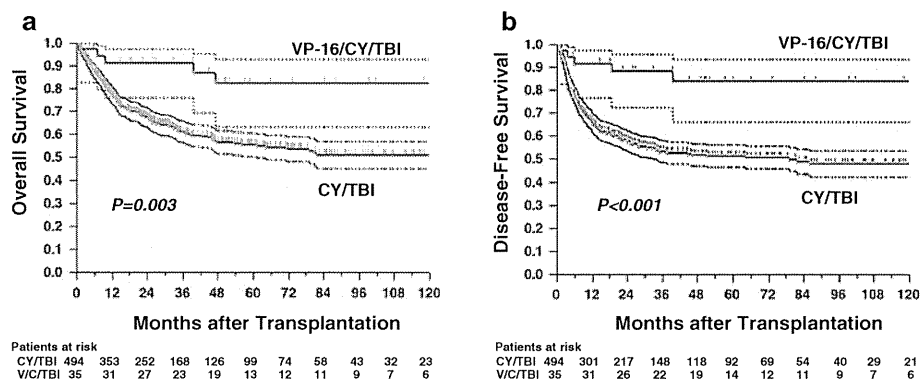 a
Overall Survival
1.0
0.9
0.8
0.7
0.6
0.5
0.4
0.3
0.2
0.1
0.0
VP-16/CY/TBI
CY/TBI
P=0.003
0 12 24 36 48 60 72 84 96 108 120
Months after Transplantation
Patients at risk
CY/TBI 494 353 252 168 126 99 74 58 43 32 23
V/C/TBI 35 31 27 23 19 13 12 11 9 7 6
b
Disease-Free Survival
1.0
0.9
0.8
0.7
0.6
0.5
0.4
0.3
0.2
0.1
0.0
VP-16/CY/TBI
CY/TBI
P<0.001
0 12 24 36 48 60 72 84 96 108 120
Months after Transplantation
Patients at risk
CY/TBI 494 301 217 148 118 92 69 54 40 29 21
V/C/TBI 35 31 26 22 19 14 12 11 9 7 6